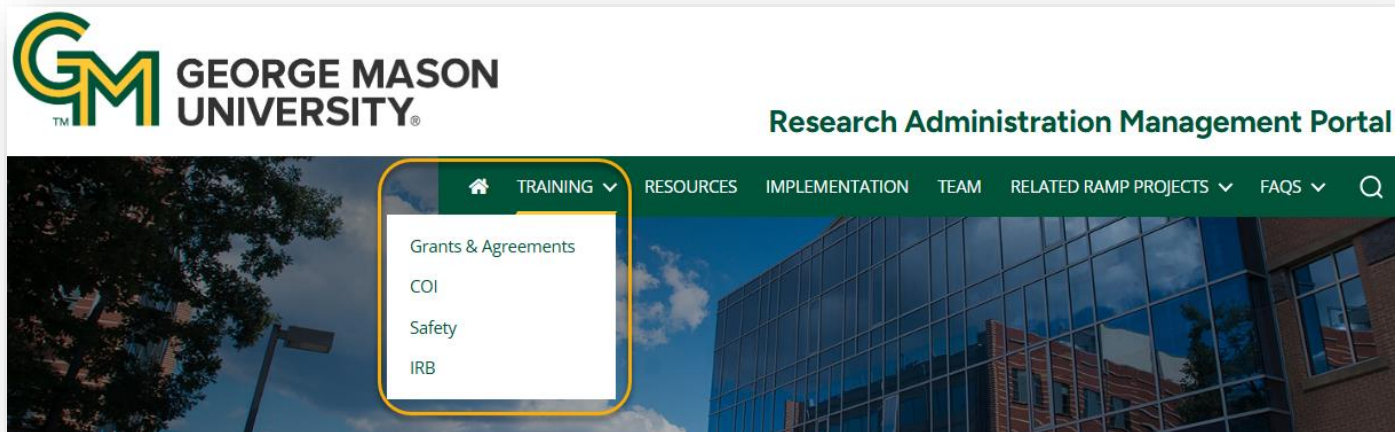 GM
TM
GEORGE MASON
UNIVERSITY®
Research Administration Management Portal
TRAINING RESOURCES IMPLEMENTATION TEAM RELATED RAMP PROJECTS FAQS
Grants & Agreements
COI
Safety
IRB